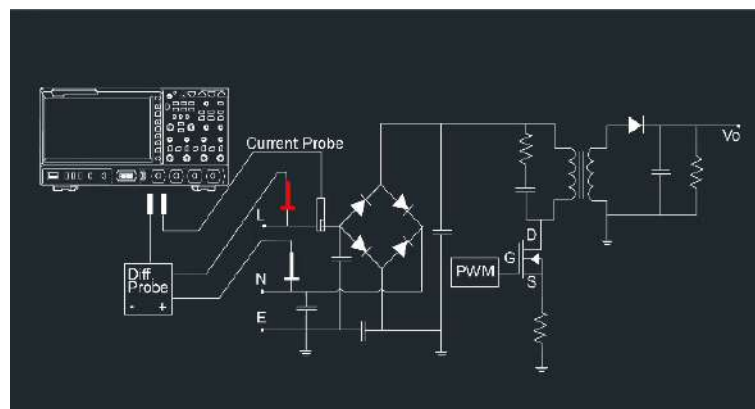 Current Probe
Vo
L
D
Diff.
Probe
- +
N
PWM
G
S
E